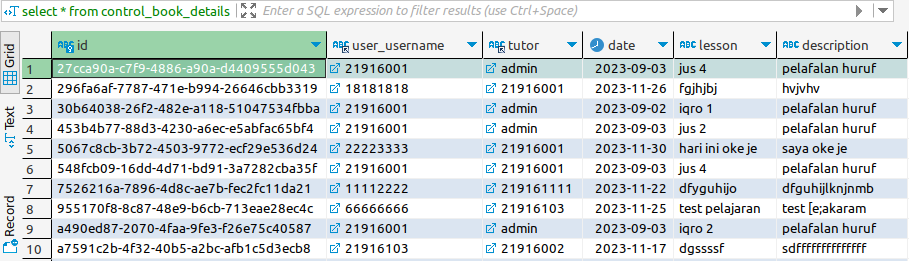 select * from control_book_details Enter a SQL expression to filter results (use Ctrl+Space)
Grid
Text
Record
ABC id ABC user_username ABC tutor date ABC lesson ABC description
1 27cca90a-c7f9-4886-a90a-d4409555d043 21916001 admin 2023-09-03 jus 4 pelafalan huruf
2 296fa6af-7787-471e-b994-26646cbb3319 18181818 21916001 2023-11-26 fgjhjbj hvjvhv
3 30b64038-26f2-482e-a118-51047534fbba 21916001 admin 2023-09-02 iqro 1 pelafalan huruf
4 453b4b77-88d3-4230-a6ec-e5abfac65bf4 21916001 admin 2023-09-03 jus 2 pelafalan huruf
5 5067c8cb-3b72-4503-9772-ecf29e536d24 22223333 21916001 2023-11-30 hari ini oke je saya oke je
6 548fcb09-16dd-4d71-bd91-3a7282cba35f 21916001 admin 2023-09-03 jus 4 pelafalan huruf
7 7526216a-7896-4d8c-ae7b-fec2fc11da21 11112222 219161111 2023-11-22 dfyguhijo dfguhijlknjnmb
8 955170f8-8c87-48e9-b6cb-713eae28ec4c 66666666 21916103 2023-11-25 test pelajaran test [e;akaram
9 a490ed87-2070-4faa-9fe3-f26e75c40587 21916001 admin 2023-09-03 iqro 2 pelafalan huruf
10 a7591c2b-4f32-40b5-a2bc-afb1c5d3ecb8 21916103 21916002 2023-11-17 dgssssf sdffffffffffffff